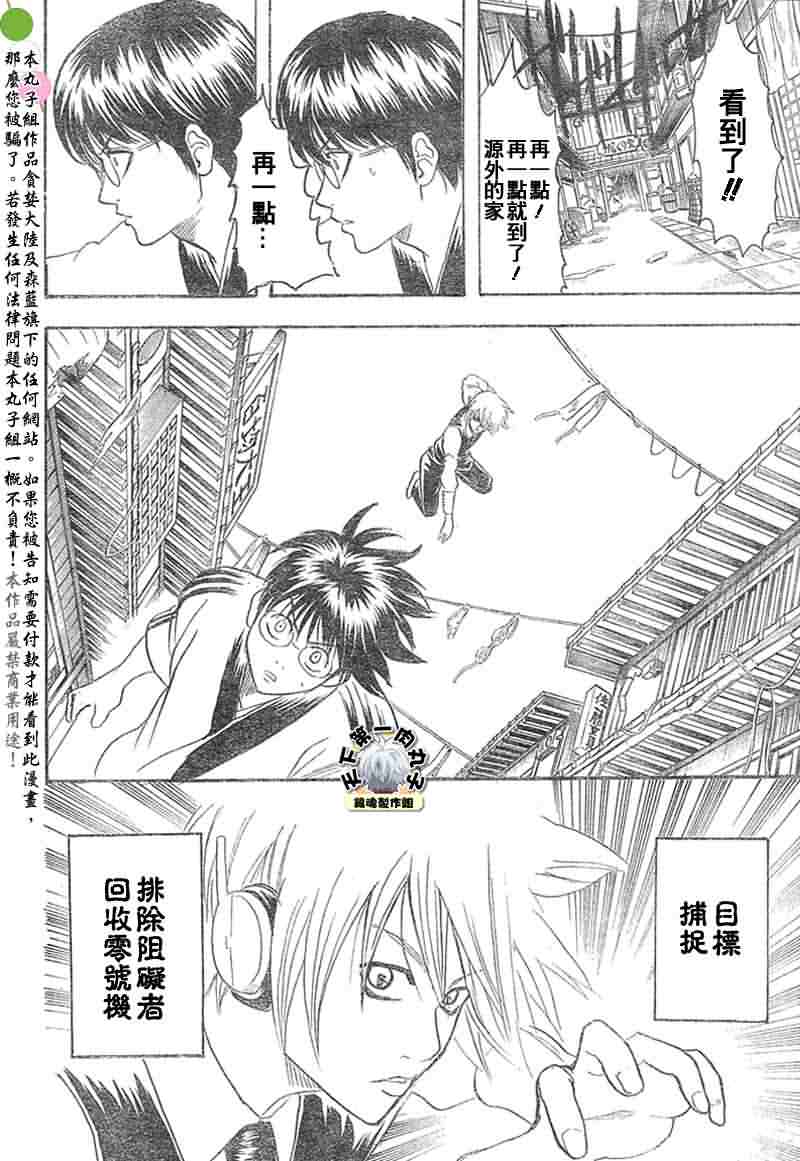 看到了!!
再一點!
再一點就到了!
源外的家
再一點…
目標
捕捉
排除阻礙者
回收零號機
天下第一肉丸子
銀魂製作組
本丸子組作品貪婪大陸及森藍旗下的任何網站。如果您被告知需要付款才能看到此漫畫，
那麼您被騙了。若發生任何法律問題本丸子組一概不負責！本作品嚴禁商業用途！